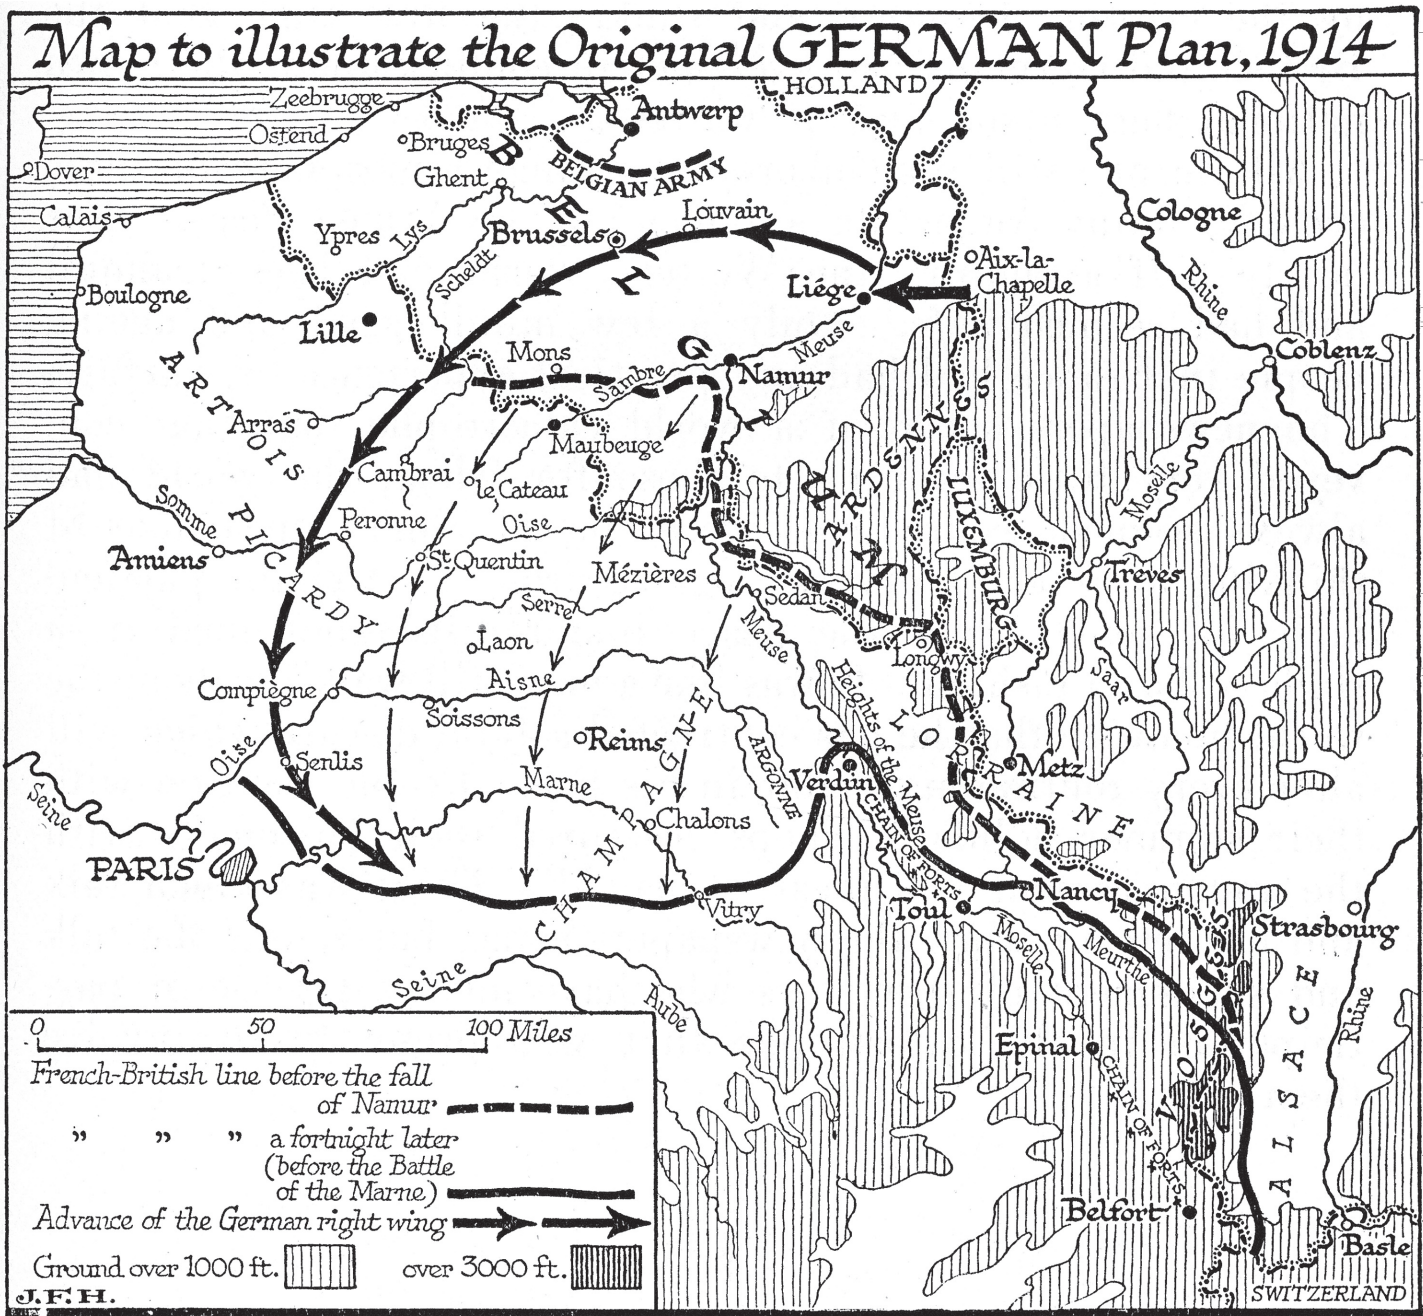 Map to illustrate the Original GERMAN Plan, 1914
HOLLAND
Zeebrugge
Antwerp
Ostend
Bruges
BELGIAN ARMY
Dover
Ghent
BELGIUM
Calais
Louvain
Cologne
Ypres
Lys
Brussels
Scheldt
Aix-la-
Chapelle
Rhine
Boulogne
Liége
Lille
Meuse
Mons
Coblenz
Sambre
Namur
ARTOIS
Arras
Maubeuge
ARDENNES
Cambrai
le Cateau
Moselle
LUXEMBURG
Somme
Peronne
Oise
PICARDY
Amiens
St Quentin
Mézières
Treves
Sedan
Serre
Meuse
Laon
Longwy
Aisne
Saar
Compiègne
Soissons
Heights of the Meuse
LORRAINE
Reims
ARGONNE
Oise
Senlis
Metz
Verdun
Marne
Seine
CHAMPAGNE
Chalons
CHAIN OF FORTS
PARIS
Nancy
Vitry
Toul
Strasbourg
Moselle
Meurthe
VOSGES
Seine
Aube
ALSACE
Rhine
Epinal
CHAIN OF FORTS
Belfort
Basle
SWITZERLAND
0 50 100 Miles
French-British line before the fall
of Namur
" " " a fortnight later
(before the Battle
of the Marne)
Advance of the German right wing
Ground over 1000 ft. over 3000 ft.
J.F.H.